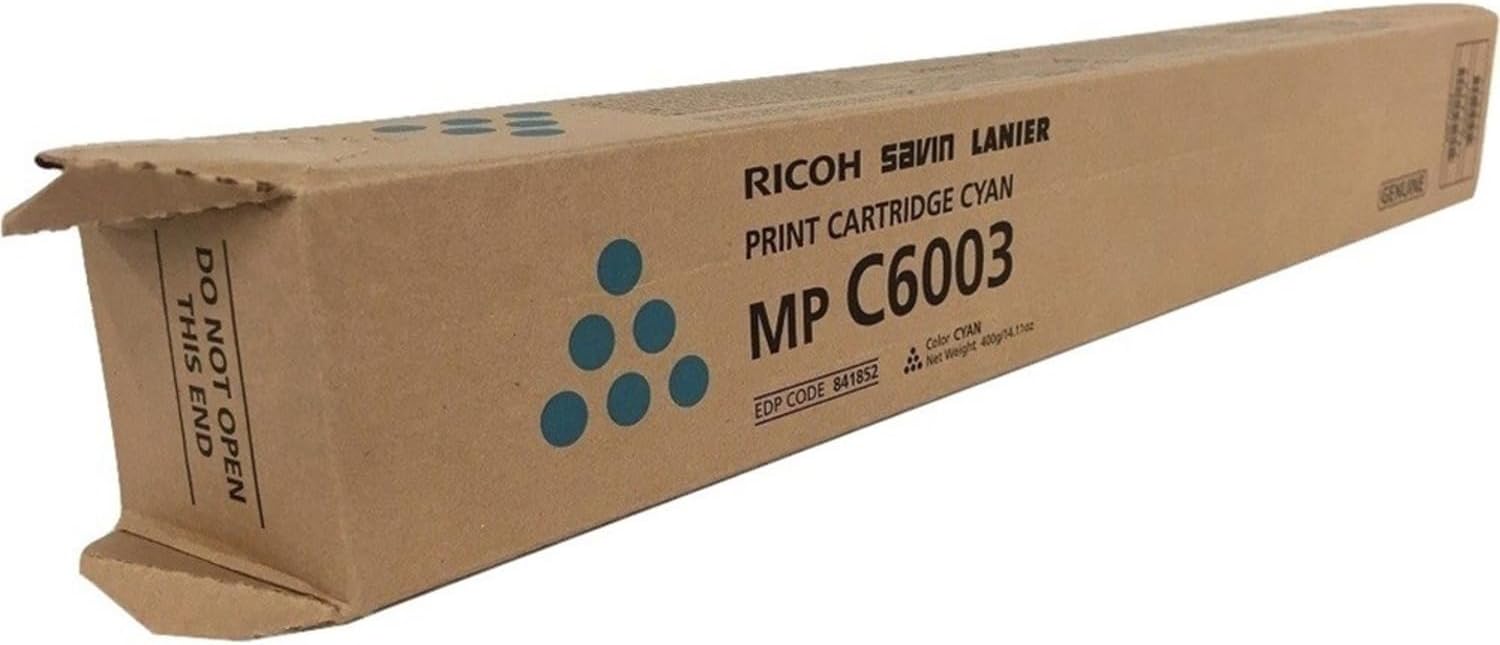 RICOH savin LANIER
PRINT CARTRIDGE CYAN
MP C6003
EDP CODE 841852
Color CYAN
Net Weight 400g/14.11oz
GENUINE
DO NOT OPEN
THIS END